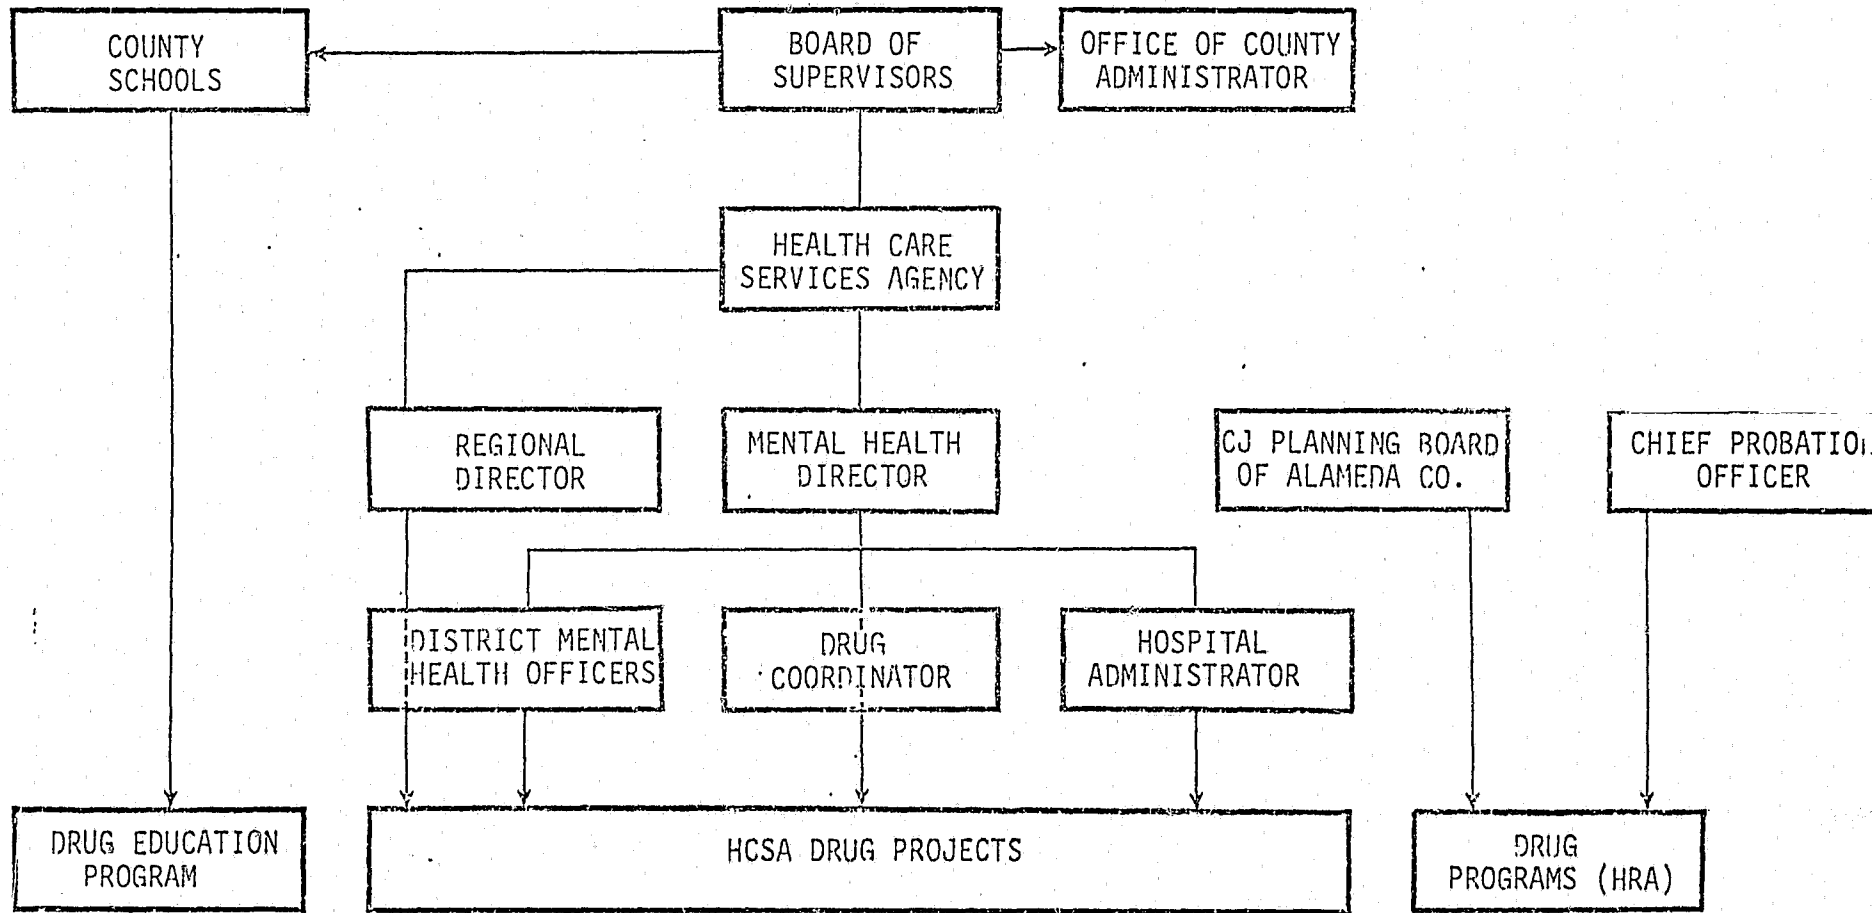 COUNTY
SCHOOLS
BOARD OF
SUPERVISORS
OFFICE OF COUNTY
ADMINISTRATOR
HEALTH CARE
SERVICES AGENCY
REGIONAL
DIRECTOR
MENTAL HEALTH
DIRECTOR
CJ PLANNING BOARD
OF ALAMEDA CO.
CHIEF PROBATION
OFFICER
DISTRICT MENTAL
HEALTH OFFICERS
DRUG
COORDINATOR
HOSPITAL
ADMINISTRATOR
DRUG EDUCATION
PROGRAM
HCSA DRUG PROJECTS
DRUG
PROGRAMS (HRA)